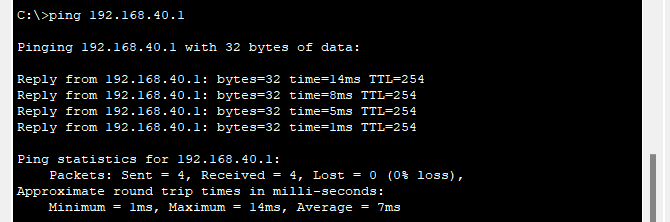 C:\>ping 192.168.40.1
Pinging 192.168.40.1 with 32 bytes of data:
Reply from 192.168.40.1: bytes=32 time=14ms TTL=254
Reply from 192.168.40.1: bytes=32 time=8ms TTL=254
Reply from 192.168.40.1: bytes=32 time=5ms TTL=254
Reply from 192.168.40.1: bytes=32 time=1ms TTL=254
Ping statistics for 192.168.40.1:
    Packets: Sent = 4, Received = 4, Lost = 0 (0% loss),
Approximate round trip times in milli-seconds:
    Minimum = 1ms, Maximum = 14ms, Average = 7ms